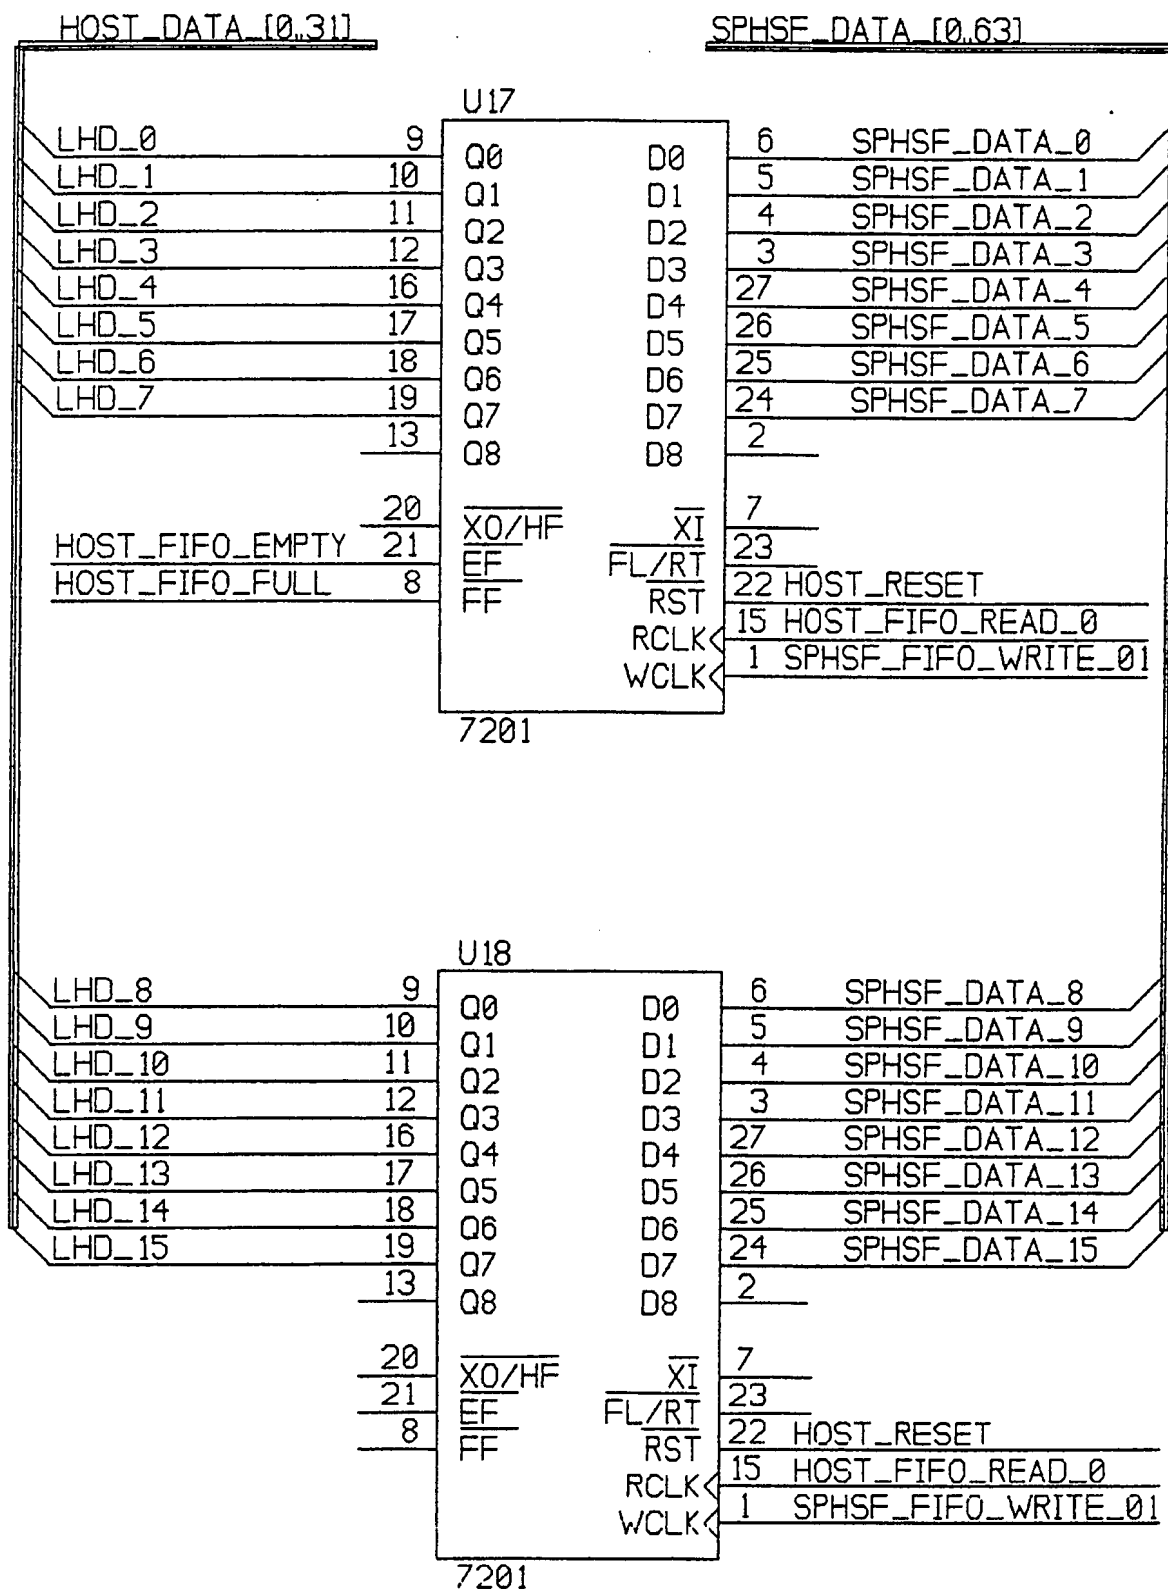 HOST_DATA_[0..31] SPHSF_DATA_[0..63]
U17
LHD_0 9 Q0 D0 6 SPHSF_DATA_0
LHD_1 10 Q1 D1 5 SPHSF_DATA_1
LHD_2 11 Q2 D2 4 SPHSF_DATA_2
LHD_3 12 Q3 D3 3 SPHSF_DATA_3
LHD_4 16 Q4 D4 27 SPHSF_DATA_4
LHD_5 17 Q5 D5 26 SPHSF_DATA_5
LHD_6 18 Q6 D6 25 SPHSF_DATA_6
LHD_7 19 Q7 D7 24 SPHSF_DATA_7
13 Q8 D8 2
20 XO/HF XI 7
HOST_FIFO_EMPTY 21 EF FL/RT 23
HOST_FIFO_FULL 8 FF RST 22 HOST_RESET
RCLK 15 HOST_FIFO_READ_0
WCLK 1 SPHSF_FIFO_WRITE_01
7201
U18
LHD_8 9 Q0 D0 6 SPHSF_DATA_8
LHD_9 10 Q1 D1 5 SPHSF_DATA_9
LHD_10 11 Q2 D2 4 SPHSF_DATA_10
LHD_11 12 Q3 D3 3 SPHSF_DATA_11
LHD_12 16 Q4 D4 27 SPHSF_DATA_12
LHD_13 17 Q5 D5 26 SPHSF_DATA_13
LHD_14 18 Q6 D6 25 SPHSF_DATA_14
LHD_15 19 Q7 D7 24 SPHSF_DATA_15
13 Q8 D8 2
20 XO/HF XI 7
21 EF FL/RT 23
8 FF RST 22 HOST_RESET
RCLK 15 HOST_FIFO_READ_0
WCLK 1 SPHSF_FIFO_WRITE_01
7201